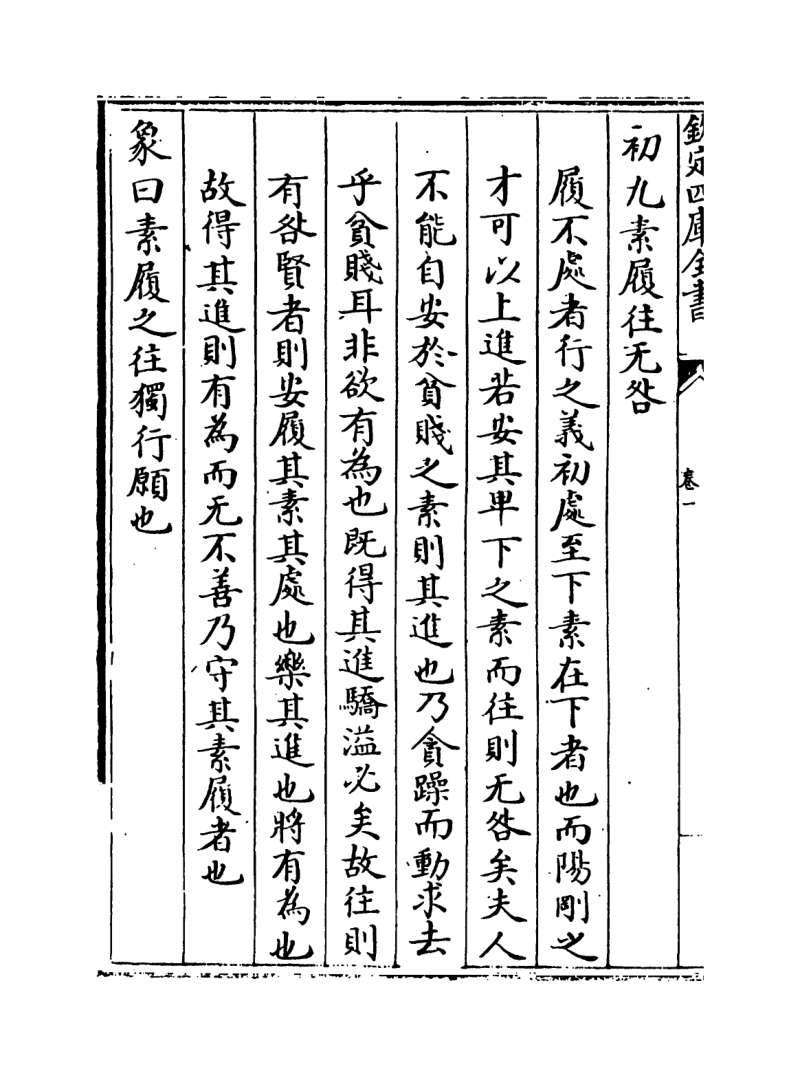 欽定四庫全書
卷一
初九素履往无咎
履不處者行之義初處至下素在下者也而陽剛之
才可以上進若安其卑下之素而往則无咎矣夫人
不能自安於貧賤之素則其進也乃貪躁而動求去
乎貧賤耳非欲有為也既得其進驕溢必矣故往則
有咎賢者則安履其素其處也樂其進也將有為也
故得其進則有為而无不善乃守其素履者也
象曰素履之往獨行願也